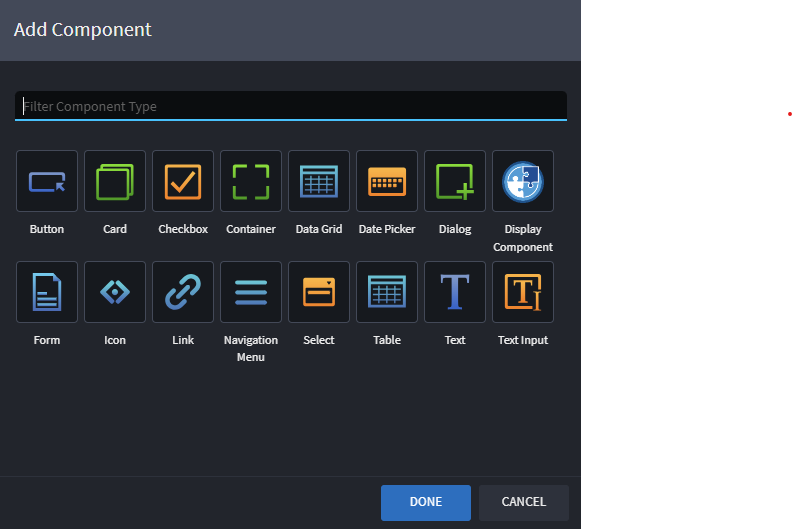 Add Component
Filter Component Type
Button
Card
Checkbox
Container
Data Grid
Date Picker
Dialog
Display
Component
Form
Icon
Link
Navigation
Menu
Select
Table
Text
Text Input
DONE
CANCEL